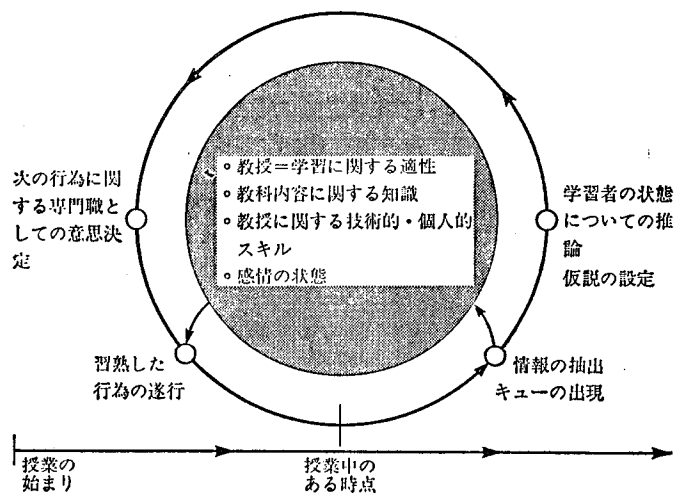 ○ 教授＝学習に関する適性
○ 教科内容に関する知識
○ 教授に関する技術的・個人的
スキル
○ 感情の状態
次の行為に関
する専門職と
しての意思決
定
学習者の状態
についての推
論
仮説の設定
習熟した
行為の遂行
情報の抽出
キューの出現
授業の
始まり
授業中の
ある時点